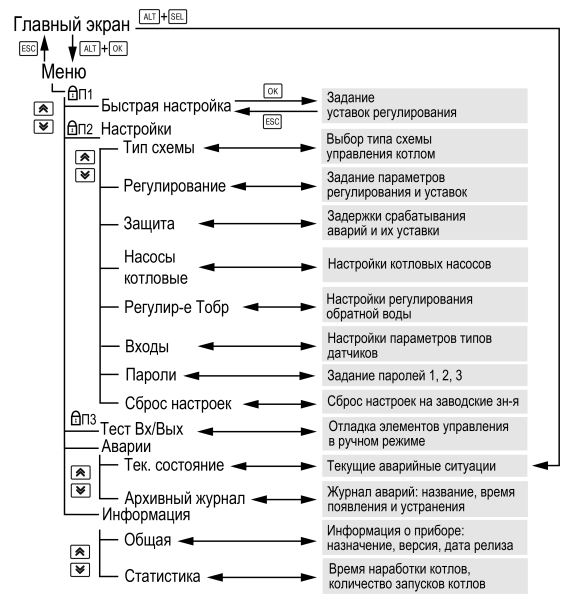 Главный экран ALT+SEL
ESC ALT+OK
Меню
П1
Быстрая настройка OK ESC Задание
уставок регулирования
П2 Настройки
Тип схемы Выбор типа схемы
управления котлом
Регулирование Задание параметров
регулирования и уставок
Защита Задержки срабатывания
аварий и их уставки
Насосы
котловые Настройки котловых насосов
Регулир-е Тобр Настройки регулирования
обратной воды
Входы Настройки параметров типов
датчиков
Пароли Задание паролей 1, 2, 3
Сброс настроек Сброс настроек на заводские зн-я
П3
Тест Вх/Вых Отладка элементов управления
в ручном режиме
Аварии
Тек. состояние Текущие аварийные ситуации
Архивный журнал Журнал аварий: название, время
появления и устранения
Информация
Общая Информация о приборе:
назначение, версия, дата релиза
Статистика Время наработки котлов,
количество запусков котлов